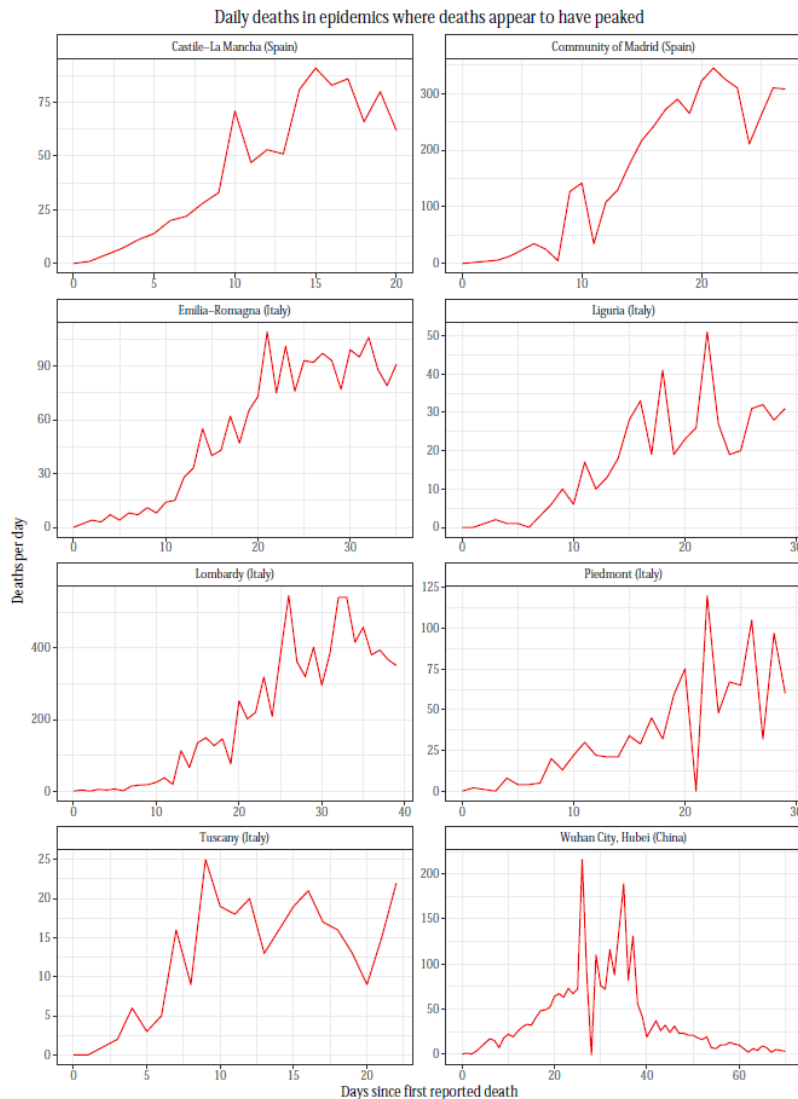 Daily deaths in epidemics where deaths appear to have peaked
Castile–La Mancha (Spain)
75
50
25
0
0 5 10 15 20
Community of Madrid (Spain)
300
200
100
0
0 10 20
Emilia–Romagna (Italy)
90
60
30
0
0 10 20 30
Liguria (Italy)
50
40
30
20
10
0
0 10 20 30
Deaths per day
Lombardy (Italy)
400
200
0
0 10 20 30 40
Piedmont (Italy)
125
100
75
50
25
0
0 10 20 30
Tuscany (Italy)
25
20
15
10
5
0
0 5 10 15 20
Wuhan City, Hubei (China)
200
150
100
50
0
0 20 40 60
Days since first reported death